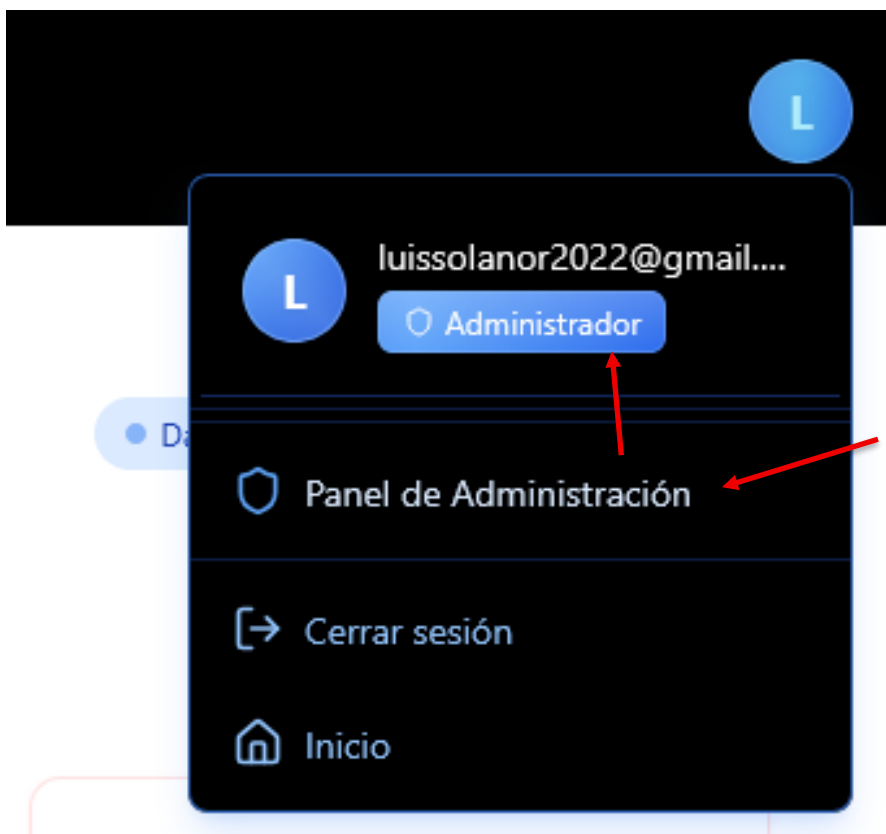 L
L
luissolanor2022@gmail....
Administrador
Panel de Administración
Cerrar sesión
Inicio